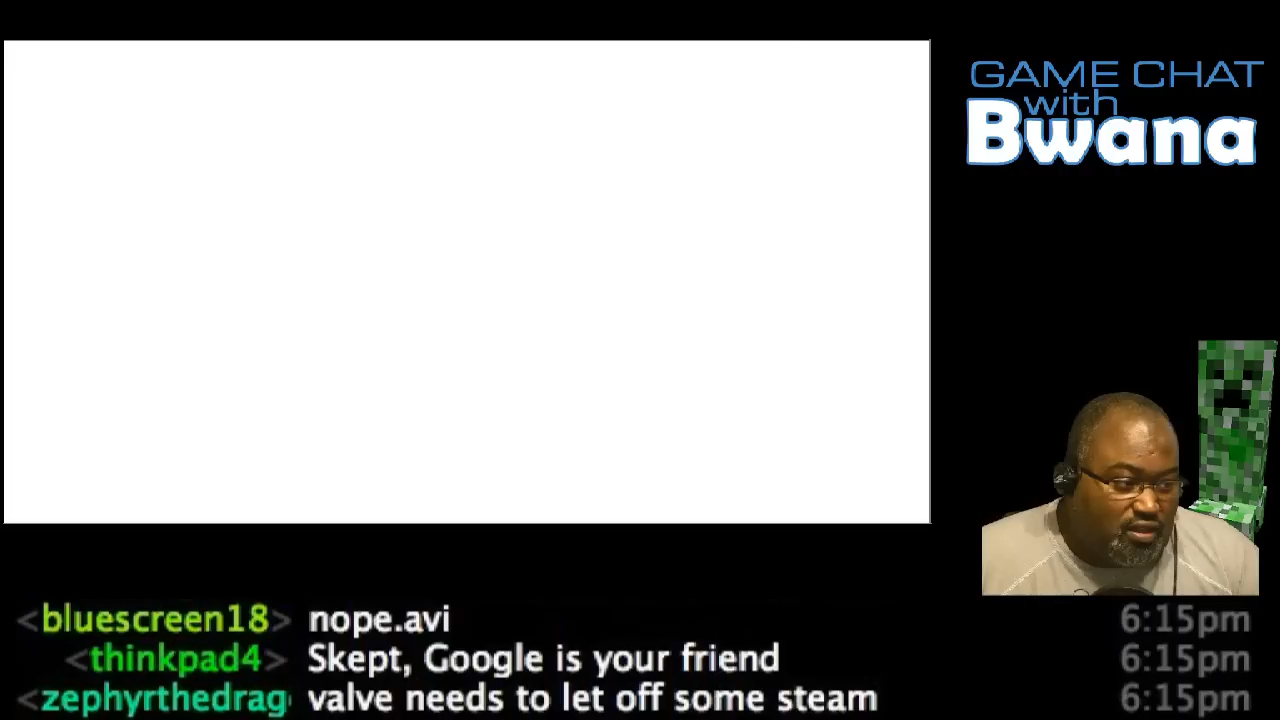 GAME CHAT
with
Bwana
<bluescreen18> nope.avi 6:15pm
<thinkpad4> Skept, Google is your friend 6:15pm
<zephyrthedrag valve needs to let off some steam 6:15pm